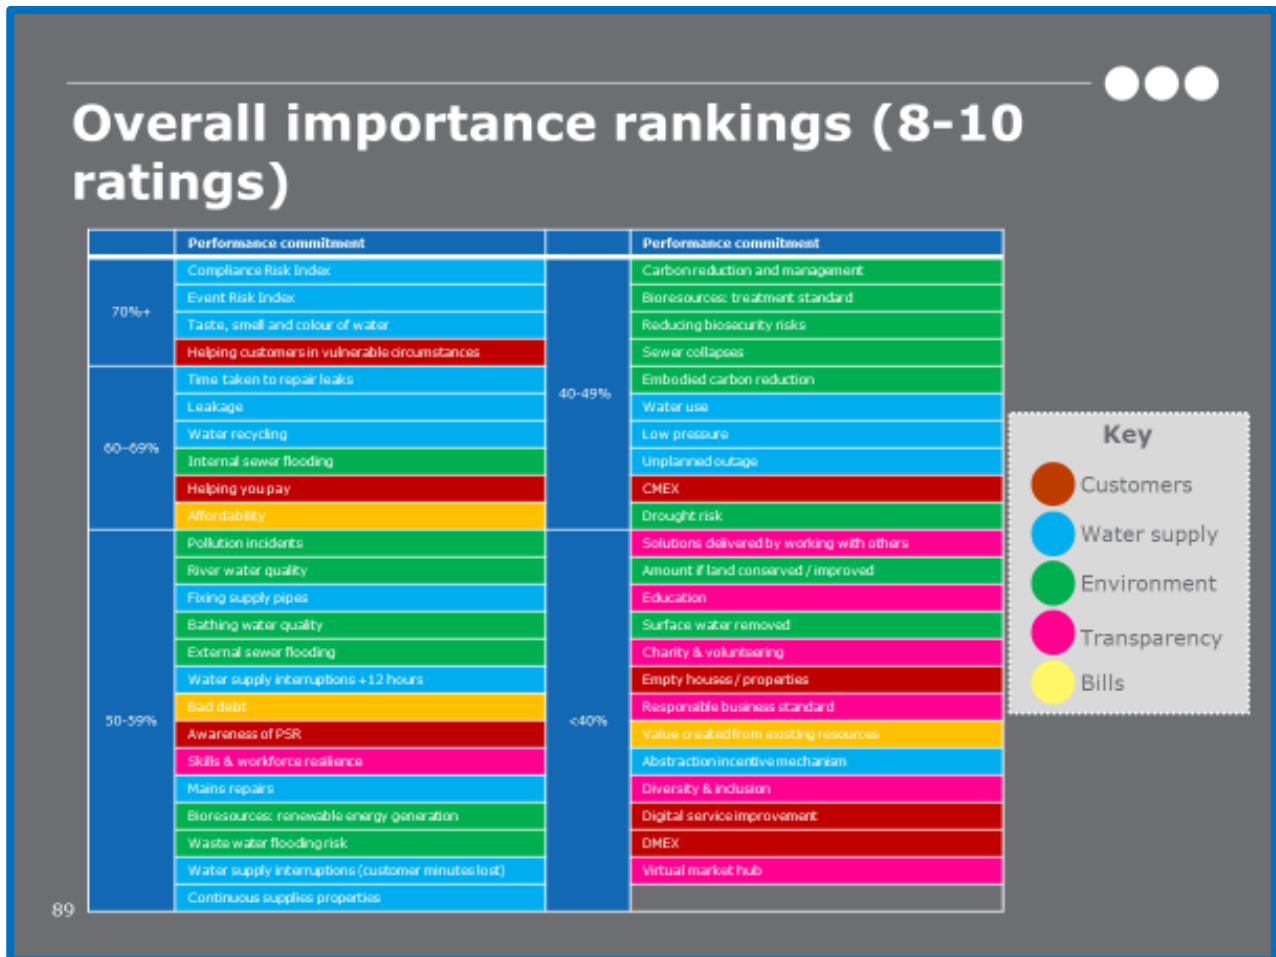 Overall importance rankings (8-10
ratings)
Performance commitment
70%+
Compliance Risk Index
Event Risk Index
Taste, smell and colour of water
Helping customers in vulnerable circumstances
60-69%
Time taken to repair leaks
Leakage
Water recycling
Internal sewer flooding
Helping you pay
Affordability
50-59%
Pollution incidents
River water quality
Fixing supply pipes
Bathing water quality
External sewer flooding
Water supply interruptions +12 hours
Bad debt
Awareness of PSR
Skills & workforce resilience
Mains repairs
Bioresources: renewable energy generation
Waste water flooding risk
Water supply interruptions (customer minutes lost)
Continuous supplies properties
Performance commitment
40-49%
Carbon reduction and management
Bioresources: treatment standard
Reducing biosecurity risks
Sewer collapses
Embodied carbon reduction
Water use
Low pressure
Unplanned outage
CMEX
Drought risk
<40%
Solutions delivered by working with others
Amount if land conserved / improved
Education
Surface water removed
Charity & volunteering
Empty houses / properties
Responsible business standard
Value created from existing resources
Abstraction incentive mechanism
Diversity & inclusion
Digital service improvement
DMEX
Virtual market hub
Key
Customers
Water supply
Environment
Transparency
Bills
89